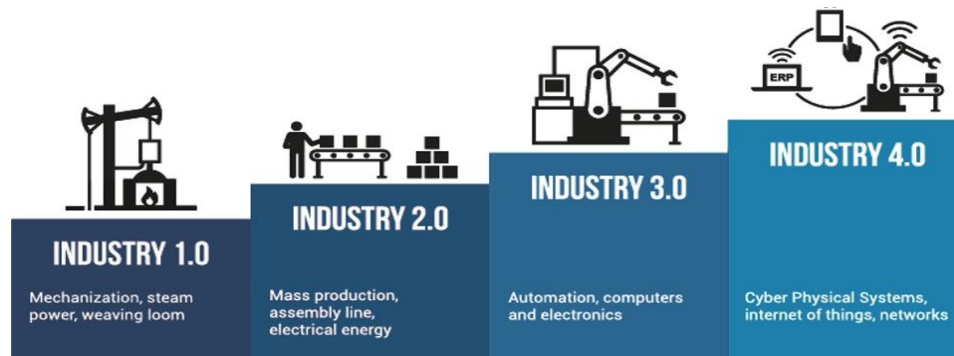 ERP
INDUSTRY 1.0
Mechanization, steam
power, weaving loom
INDUSTRY 2.0
Mass production,
assembly line,
electrical energy
INDUSTRY 3.0
Automation, computers
and electronics
INDUSTRY 4.0
Cyber Physical Systems,
internet of things, networks